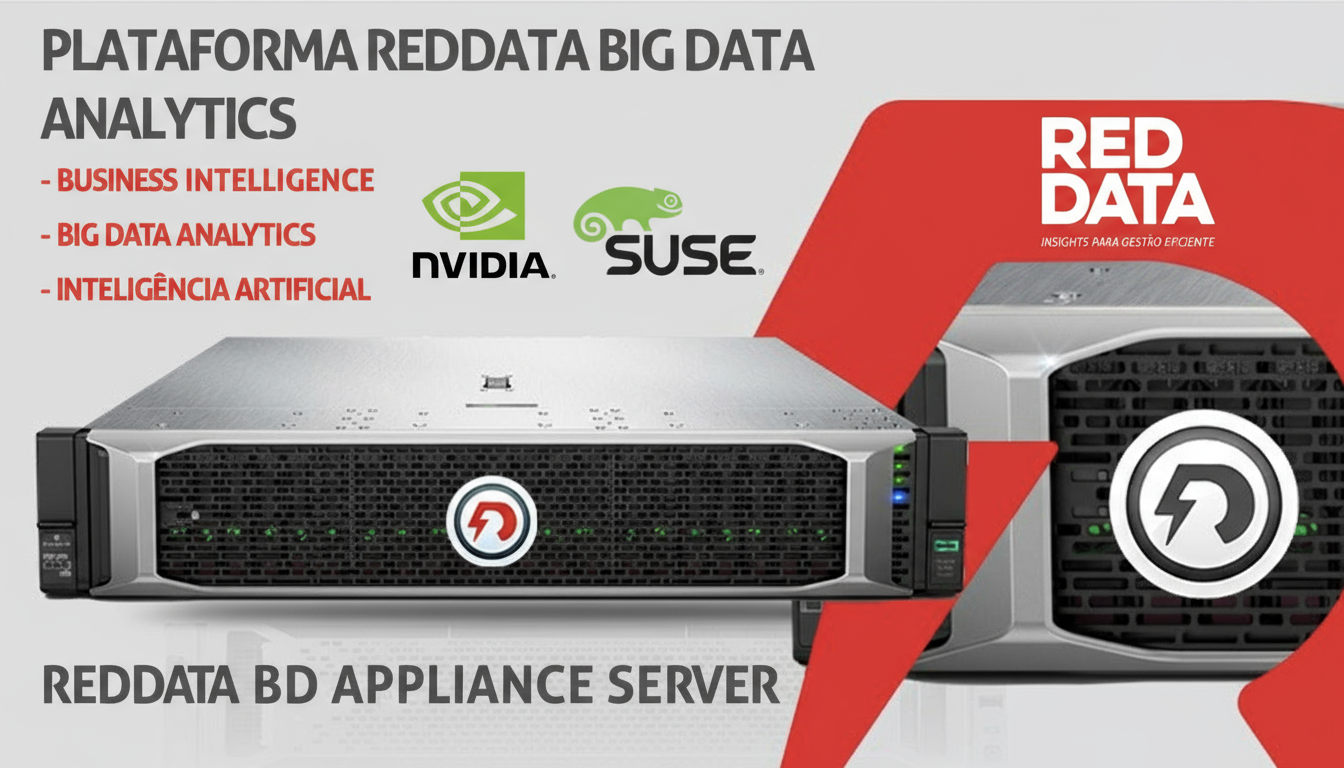 PLATAFORMA REDDATA BIG DATA
ANALYTICS
- BUSINESS INTELLIGENCE
- BIG DATA ANALYTICS
- INTELIGÊNCIA ARTIFICIAL
NVIDIA.
SUSE
RED
DATA
INSIGHTS PARA GESTÃO
REDDATA BD APPLIANCE SERVER